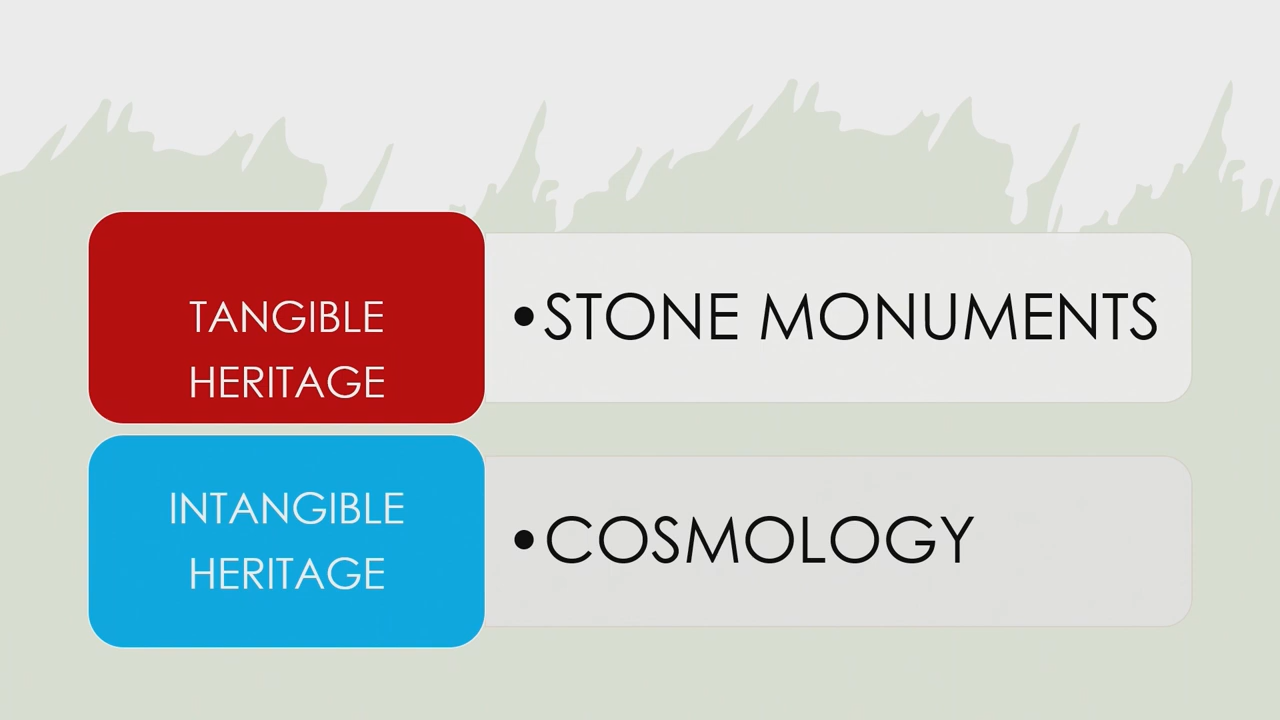 TANGIBLE
HERITAGE
•STONE MONUMENTS
INTANGIBLE
HERITAGE
•COSMOLOGY